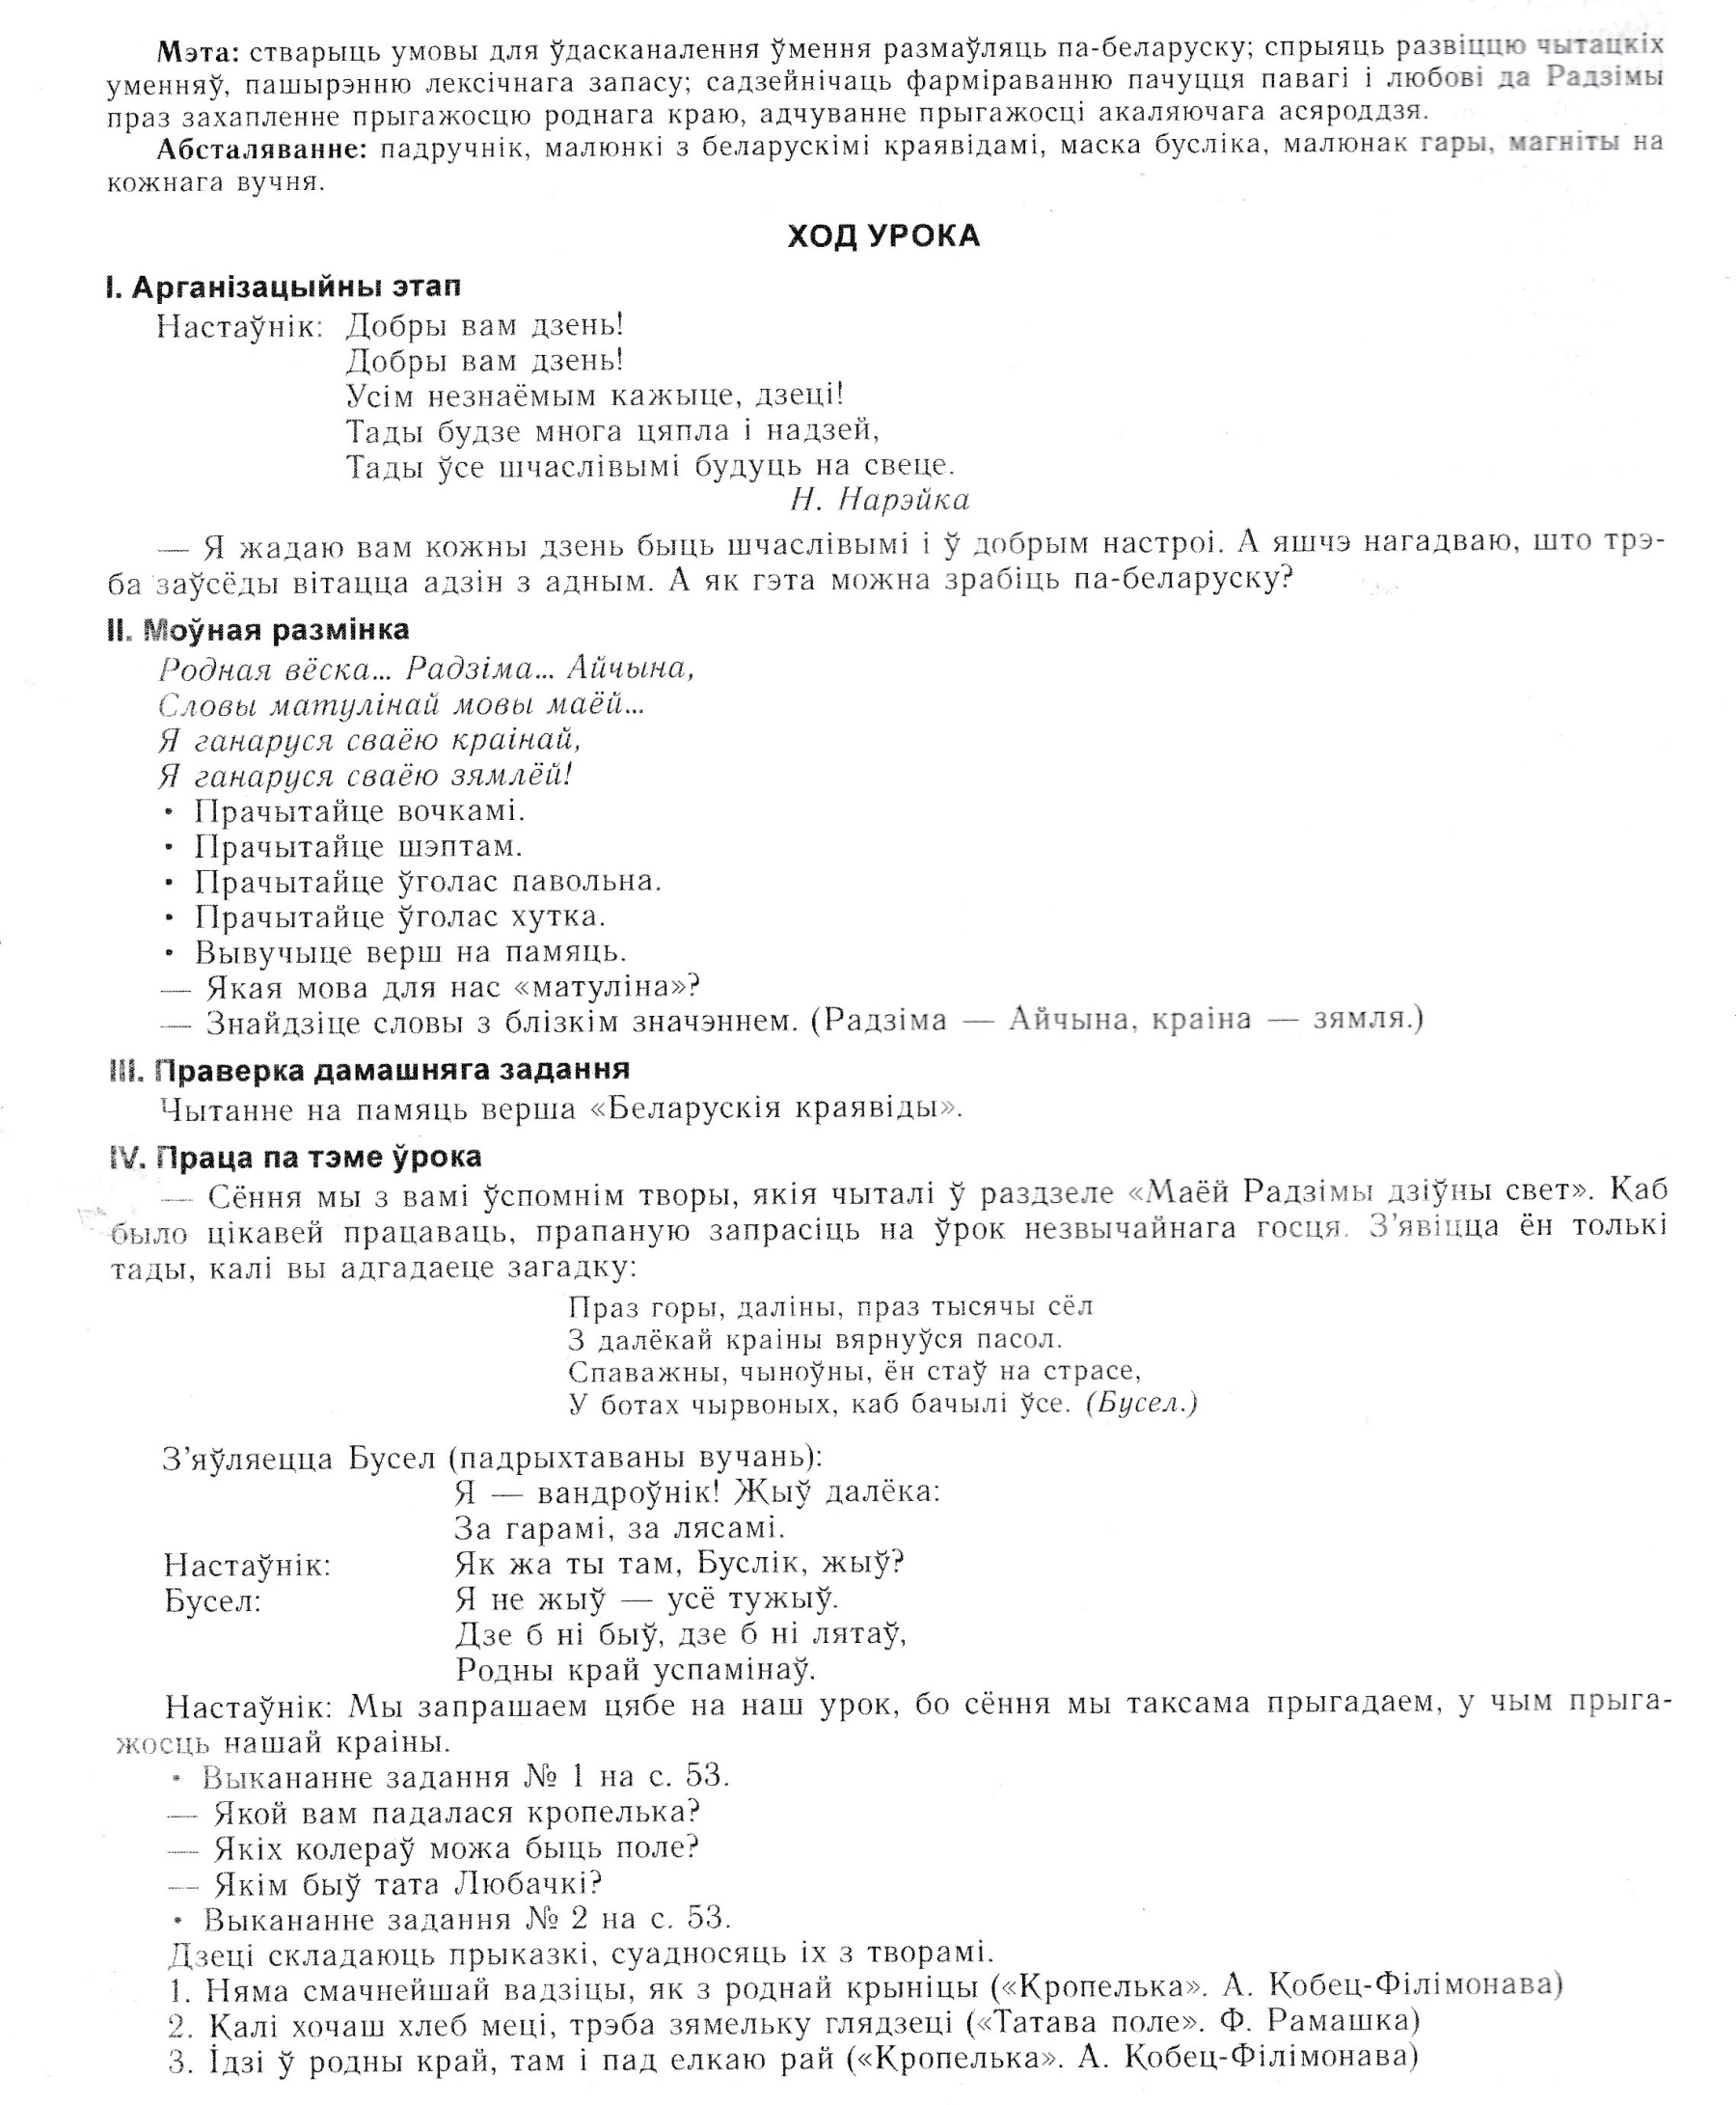 Мэта: стварыць умовы для ўдасканалення ўмення размаўляць па-беларуску; спрыяць развіццю чытацкіх
уменняў, пашырэнню лексічнага запасу; садзейнічаць фарміраванню пачуцця павагі і любові да Радзімы
праз захапленне прыгажосцю роднага краю, адчуванне прыгажосці акаляючага асяроддзя.
Абсталяванне: падручнік, малюнкі з беларускімі краявідамі, маска бусліка, малюнак гары, магніты на
кожнага вучня.
ХОД УРОКА
І. Арганізацыйны этап
Настаўнік: Добры вам дзень!
Добры вам дзень!
Усім незнаёмым кажыце, дзеці!
Тады будзе многа цяпла і надзей,
Тады ўсе шчаслівымі будуць на свеце.
Н. Нарэйка
— Я жадаю вам кожны дзень быць шчаслівымі і ў добрым настроі. А яшчэ нагадваю, што трэ-
ба заўсёды вітацца адзін з адным. А як гэта можна зрабіць па-беларуску?
ІІ. Моўная размінка
Родная вёска... Радзіма... Айчына,
Словы матулінай мовы маёй...
Я ганаруся сваёю краінай,
Я ганаруся сваёю зямлёй!
• Прачытайце вочкамі.
• Прачытайце шэптам.
• Прачытайце ўголас павольна.
• Прачытайце ўголас хутка.
• Вывучыце верш на памяць.
— Якая мова для нас «матуліна»?
— Знайдзіце словы з блізкім значэннем. (Радзіма — Айчына, краіна — зямля.)
ІІІ. Праверка дамашняга задання
Чытанне на памяць верша «Беларускія краявіды».
IV. Праца па тэме ўрока
— Сёння мы з вамі ўспомнім творы, якія чыталі ў раздзеле «Маёй Радзімы дзіўны свет». Каб
было цікавей працаваць, прапаную запрасіць на ўрок незвычайнага госця. З’явіцца ён толькі
тады, калі вы адгадаеце загадку:
Праз горы, даліны, праз тысячы сёл
З далёкай краіны вярнуўся пасол.
Спаважны, чыноўны, ён стаў на страсе,
У ботах чырвоных, каб бачылі ўсе. (Бусел.)
З’яўляецца Бусел (падрыхтаваны вучань):
Я — вандроўнік! Жыў далёка:
За гарамі, за лясамі.
Настаўнік: Як жа ты там, Буслік, жыў?
Бусел: Я не жыў — усё тужыў.
Дзе б ні быў, дзе б ні лятаў,
Родны край успамінаў.
Настаўнік: Мы запрашаем цябе на наш урок, бо сёння мы таксама прыгадаем, у чым прыга-
жосць нашай краіны.
• Выкананне задання № 1 на с. 53.
— Якой вам падалася кропелька?
— Якіх колераў можа быць поле?
— Якім быў тата Любачкі?
• Выкананне задання № 2 на с. 53.
Дзеці складаюць прыказкі, суадносяць іх з творамі.
1. Няма смачнейшай вадзіцы, як з роднай крыніцы («Кропелька». А. Кобец-Філімонава)
2. Калі хочаш хлеб меці, трэба зямельку глядзеці («Татава поле». Ф. Рамашка)
3. Ідзі ў родны край, там і пад елкаю рай («Кропелька». А. Кобец-Філімонава)